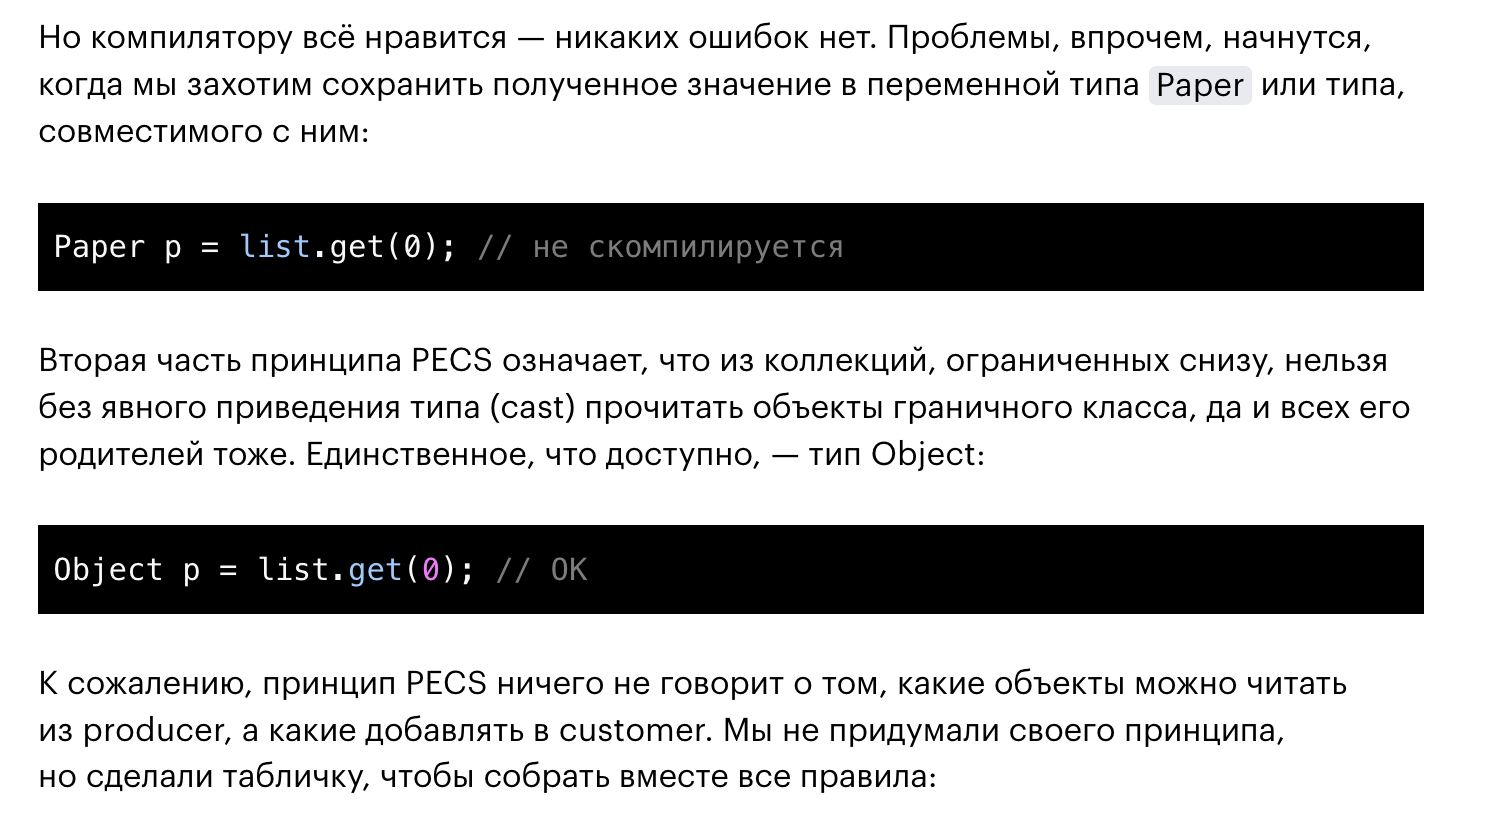 Но компилятору всё нравится — никаких ошибок нет. Проблемы, впрочем, начнутся,
когда мы захотим сохранить полученное значение в переменной типа Paper или типа,
совместимого с ним:
Paper p = list.get(0); // не скомпилируется
Вторая часть принципа PECS означает, что из коллекций, ограниченных снизу, нельзя
без явного приведения типа (cast) прочитать объекты граничного класса, да и всех его
родителей тоже. Единственное, что доступно, — тип Object:
Object p = list.get(0); // OK
К сожалению, принцип PECS ничего не говорит о том, какие объекты можно читать
из producer, а какие добавлять в customer. Мы не придумали своего принципа,
но сделали табличку, чтобы собрать вместе все правила: